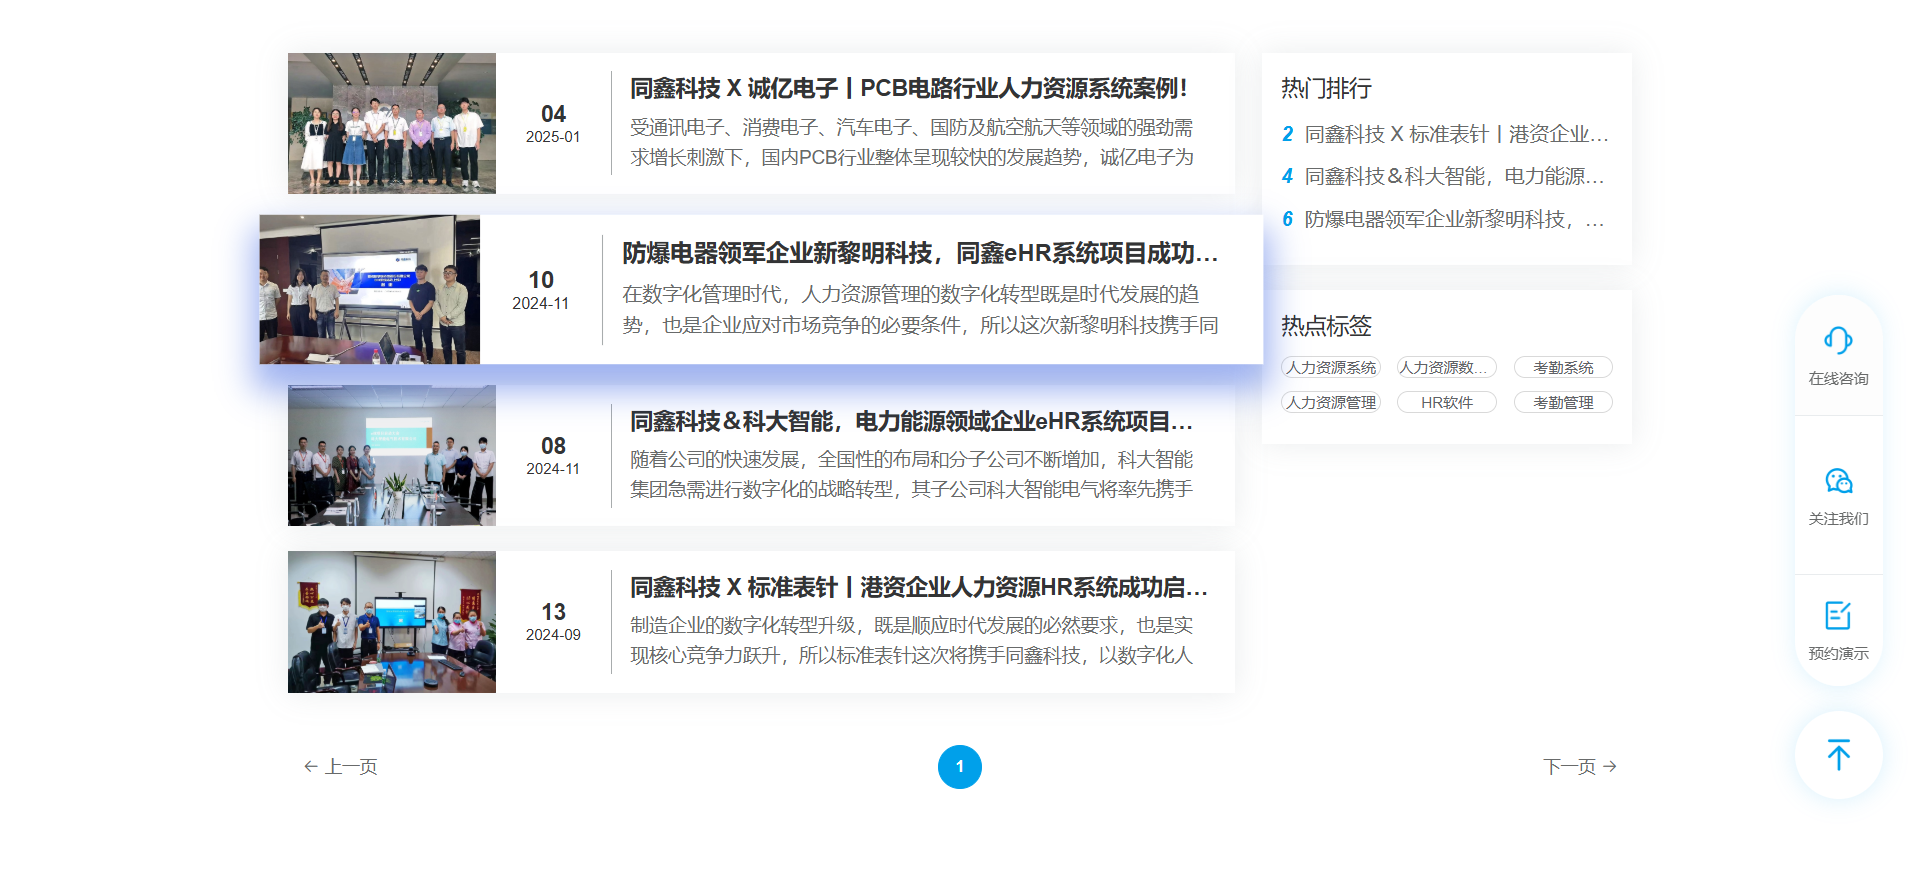 04
2025-01
同鑫科技 X 诚亿电子丨PCB电路行业人力资源系统案例！
受通讯电子、消费电子、汽车电子、国防及航空航天等领域的强劲需
求增长刺激下，国内PCB行业整体呈现较快的发展趋势，诚亿电子为
10
2024-11
防爆电器领军企业新黎明科技，同鑫eHR系统项目成功...
在数字化管理时代，人力资源管理的数字化转型既是时代发展的趋
势，也是企业应对市场竞争的必要条件，所以这次新黎明科技携手同
08
2024-11
同鑫科技&科大智能，电力能源领域企业eHR系统项目...
随着公司的快速发展，全国性的布局和分子公司不断增加，科大智能
集团急需进行数字化的战略转型，其子公司科大智能电气将率先携手
13
2024-09
同鑫科技 X 标准表针丨港资企业人力资源HR系统成功启...
制造企业的数字化转型升级，既是顺应时代发展的必然要求，也是实
现核心竞争力跃升，所以标准表针这次将携手同鑫科技，以数字化人
热门排行
2 同鑫科技 X 标准表针丨港资企业...
4 同鑫科技&科大智能，电力能源...
6 防爆电器领军企业新黎明科技，...
热点标签
人力资源系统 人力资源数... 考勤系统
人力资源管理 HR软件 考勤管理
← 上一页 1 下一页 →
在线咨询
关注我们
预约演示